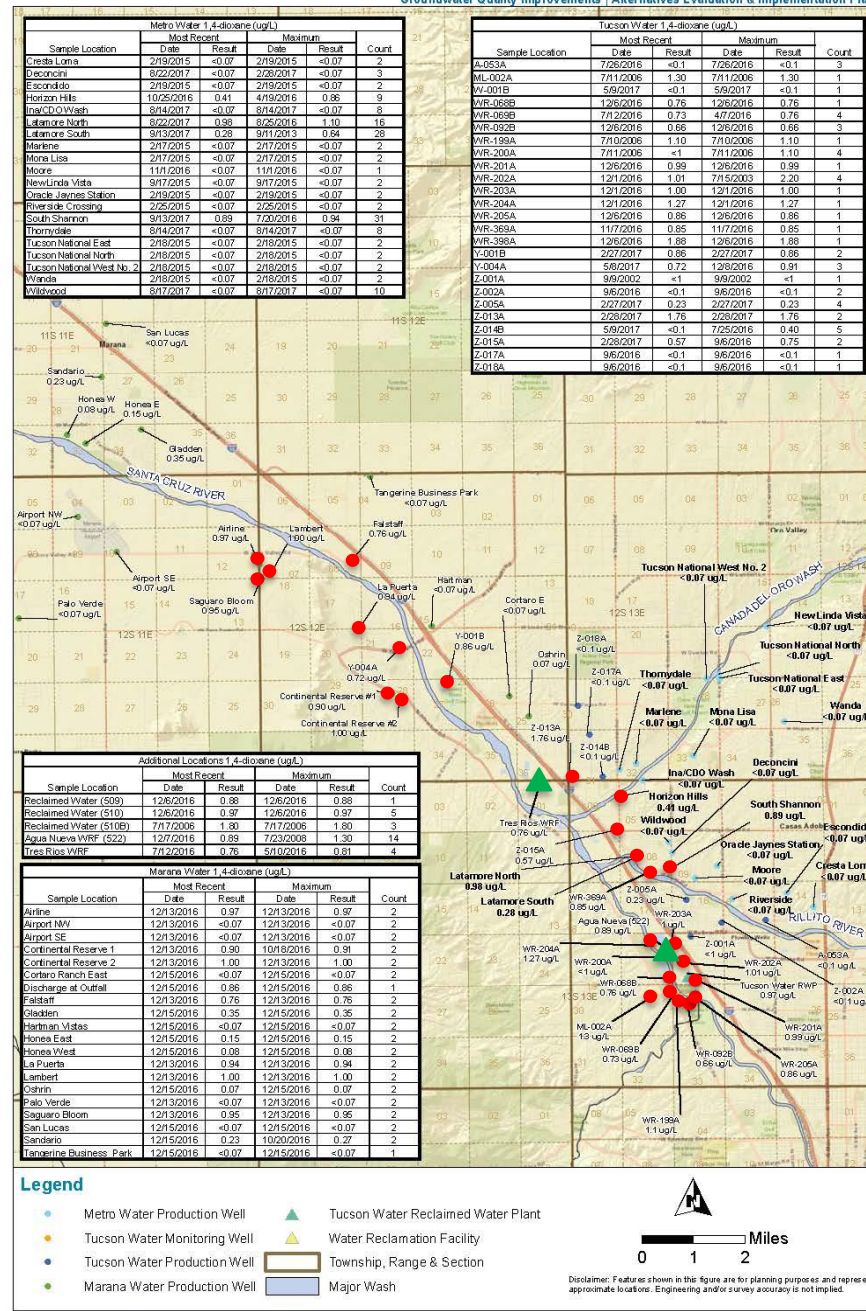 Groundwater Quality Improvements | Alternatives Evaluation & Implementation Pla
Metro Water 1,4-dioxane (ug/L)
Most Recent Maximum
Sample Location Date Result Date Result Count
Cresta Loma 2/19/2015 <0.07 2/19/2015 <0.07 2
Deconcini 8/22/2017 <0.07 2/28/2017 <0.07 3
Escondido 2/19/2015 <0.07 2/19/2015 <0.07 2
Horizon Hills 10/25/2016 0.41 4/19/2016 0.86 9
Ina/CDO Wash 8/14/2017 <0.07 8/14/2017 <0.07 8
Latamore North 8/22/2017 0.98 8/25/2016 1.10 16
Latamore South 9/13/2017 0.28 9/11/2013 0.64 28
Marlene 2/17/2015 <0.07 2/17/2015 <0.07 2
Mona Lisa 2/17/2015 <0.07 2/17/2015 <0.07 2
Moore 11/1/2016 <0.07 11/1/2016 <0.07 1
New Linda Vista 9/17/2015 <0.07 9/17/2015 <0.07 2
Oracle Jaynes Station 2/19/2015 <0.07 2/19/2015 <0.07 2
Riverside Crossing 2/25/2015 <0.07 2/25/2015 <0.07 2
South Shannon 9/13/2017 0.89 7/20/2016 0.94 31
Thornydale 8/14/2017 <0.07 8/14/2017 <0.07 8
Tucson National East 2/18/2015 <0.07 2/18/2015 <0.07 2
Tucson National North 2/18/2015 <0.07 2/18/2015 <0.07 2
Tucson National West No. 2 2/18/2015 <0.07 2/18/2015 <0.07 2
Wanda 2/18/2015 <0.07 2/18/2015 <0.07 2
Wildwood 8/17/2017 <0.07 8/17/2017 <0.07 10
Tucson Water 1,4-dioxane (ug/L)
Most Recent Maximum
Sample Location Date Result Date Result Count
A-053A 7/26/2016 <0.1 7/26/2016 <0.1 3
ML-002A 7/11/2006 1.30 7/11/2006 1.30 1
W-001B 5/9/2017 <0.1 5/9/2017 <0.1 1
WR-068B 12/6/2016 0.76 12/6/2016 0.76 1
WR-069B 7/12/2016 0.73 4/7/2016 0.76 4
WR-092B 12/6/2016 0.66 12/6/2016 0.66 3
WR-199A 7/10/2006 1.10 7/10/2006 1.10 1
WR-200A 7/11/2006 <1 7/11/2006 1.10 4
WR-201A 12/6/2016 0.99 12/6/2016 0.99 1
WR-202A 12/1/2016 1.01 7/15/2003 2.20 4
WR-203A 12/1/2016 1.00 12/1/2016 1.00 1
WR-204A 12/1/2016 1.27 12/1/2016 1.27 1
WR-205A 12/6/2016 0.86 12/6/2016 0.86 1
WR-369A 11/7/2016 0.85 11/7/2016 0.85 1
WR-398A 12/6/2016 1.88 12/6/2016 1.88 1
Y-001B 2/27/2017 0.86 2/27/2017 0.86 2
Y-004A 5/8/2017 0.72 12/8/2016 0.91 3
Z-001A 9/9/2002 <1 9/9/2002 <1 1
Z-002A 9/6/2016 <0.1 9/6/2016 <0.1 2
Z-005A 2/27/2017 0.23 2/27/2017 0.23 4
Z-013A 2/28/2017 1.76 2/28/2017 1.76 2
Z-014B 5/9/2017 <0.1 7/25/2016 0.40 5
Z-015A 2/28/2017 0.57 9/6/2016 0.75 2
Z-017A 9/6/2016 <0.1 9/6/2016 <0.1 1
Z-018A 9/6/2016 <0.1 9/6/2016 <0.1 1
11S 11E
11S 12E
San Lucas
<0.07 ug/L
Marana
Sandario
0.23 ug/L
Honea W
0.08 ug/L
Honea E
0.15 ug/L
Gladden
0.35 ug/L
SANTA CRUZ RIVER
Tangerine Business Park
<0.07 ug/L
Airport NW
<0.07 ug/L
Airline
0.97 ug/L
Lambert
1.00 ug/L
Falstaff
0.76 ug/L
Oro Valley
Airport SE
<0.07 ug/L
Saguaro Bloom
0.95 ug/L
La Puerta
0.94 ug/L
Hartman
<0.07 ug/L
Tucson National West No. 2
<0.07 ug/L
CANADA DEL ORO WASH
Palo Verde
<0.07 ug/L
12S 11E
12S 12E
12S 13E
Cortaro E
<0.07 ug/L
New Linda Vista
<0.07 ug/L
Y-001B
0.86 ug/L
Z-018A
<0.1 ug/L
Oshrin
0.07 ug/L
Tucson National North
<0.07 ug/L
Y-004A
0.72 ug/L
Z-017A
<0.1 ug/L
Thornydale
<0.07 ug/L
Tucson National East
<0.07 ug/L
Continental Reserve #1
0.90 ug/L
Continental Reserve #2
1.00 ug/L
Z-013A
1.76 ug/L
Marlene
<0.07 ug/L
Mona Lisa
<0.07 ug/L
Wanda
<0.07 ug/L
Z-014B
<0.1 ug/L
Deconcini
<0.07 ug/L
Ina/CDO Wash
<0.07 ug/L
Horizon Hills
0.41 ug/L
South Shannon
0.89 ug/L
Tres Rios WRF
0.76 ug/L
Wildwood
<0.07 ug/L
Casas Adob
Escondid
<0.07 ug/L
Z-015A
0.57 ug/L
Oracle Jaynes Station
<0.07 ug/L
Latamore North
0.98 ug/L
Moore
<0.07 ug/L
Cresta Lom
<0.07 ug/L
Latamore South
0.28 ug/L
WR-369A
0.85 ug/L
Z-005A
0.23 ug/L
Riverside
<0.07 ug/L
RILLITO RIVER
Agua Nueva (522)
0.89 ug/L
WR-203A
1 ug/L
WR-204A
1.27 ug/L
Z-001A
<1 ug/L
A-053A
<0.1 ug/L
WR-200A
<1 ug/L
WR-202A
1.01 ug/L
WR-068B
0.76 ug/L
Tucson Water RWP
0.97 ug/L
Z-002A
<0.1 ug/L
13S 13E
ML-002A
1.3 ug/L
WR-201A
0.99 ug/L
WR-069B
0.73 ug/L
WR-092B
0.66 ug/L
WR-205A
0.86 ug/L
WR-199A
1.1 ug/L
Additional Locations 1,4-dioxane (ug/L)
Most Recent Maximum
Sample Location Date Result Date Result Count
Reclaimed Water (509) 12/6/2016 0.88 12/6/2016 0.88 1
Reclaimed Water (510) 12/6/2016 0.97 12/6/2016 0.97 5
Reclaimed Water (510B) 7/17/2006 1.80 7/17/2006 1.80 3
Agua Nueva WRF (522) 12/7/2016 0.89 7/23/2008 1.30 14
Tres Rios WRF 7/12/2016 0.76 5/10/2016 0.81 4
Marana Water 1,4-dioxane (ug/L)
Most Recent Maximum
Sample Location Date Result Date Result Count
Airline 12/13/2016 0.97 12/13/2016 0.97 2
Airport NW 12/13/2016 <0.07 12/13/2016 <0.07 2
Airport SE 12/13/2016 <0.07 12/13/2016 <0.07 2
Continental Reserve 1 12/13/2016 0.90 10/18/2016 0.91 2
Continental Reserve 2 12/13/2016 1.00 12/13/2016 1.00 2
Cortaro Ranch East 12/15/2016 <0.07 12/15/2016 <0.07 2
Discharge at Outfall 12/15/2016 0.86 12/15/2016 0.86 1
Falstaff 12/13/2016 0.76 12/13/2016 0.76 2
Gladden 12/15/2016 0.35 12/15/2016 0.35 2
Hartman Vistas 12/15/2016 <0.07 12/15/2016 <0.07 2
Honea East 12/15/2016 0.15 12/15/2016 0.15 2
Honea West 12/15/2016 0.08 12/15/2016 0.08 2
La Puerta 12/13/2016 0.94 12/13/2016 0.94 2
Lambert 12/13/2016 1.00 12/13/2016 1.00 2
Oshrin 12/15/2016 0.07 12/15/2016 0.07 2
Palo Verde 12/13/2016 <0.07 12/13/2016 <0.07 2
Saguaro Bloom 12/13/2016 0.95 12/13/2016 0.95 2
San Lucas 12/15/2016 <0.07 12/15/2016 <0.07 2
Sandario 12/15/2016 0.23 10/20/2016 0.27 2
Tangerine Business Park 12/15/2016 <0.07 12/15/2016 <0.07 1
Legend
Metro Water Production Well
Tucson Water Monitoring Well
Tucson Water Production Well
Marana Water Production Well
Tucson Water Reclaimed Water Plant
Water Reclamation Facility
Township, Range & Section
Major Wash
N
Miles
0 1 2
Disclaimer: Features shown in this figure are for planning purposes and represe
approximate locations. Engineering and/or survey accuracy is not implied.